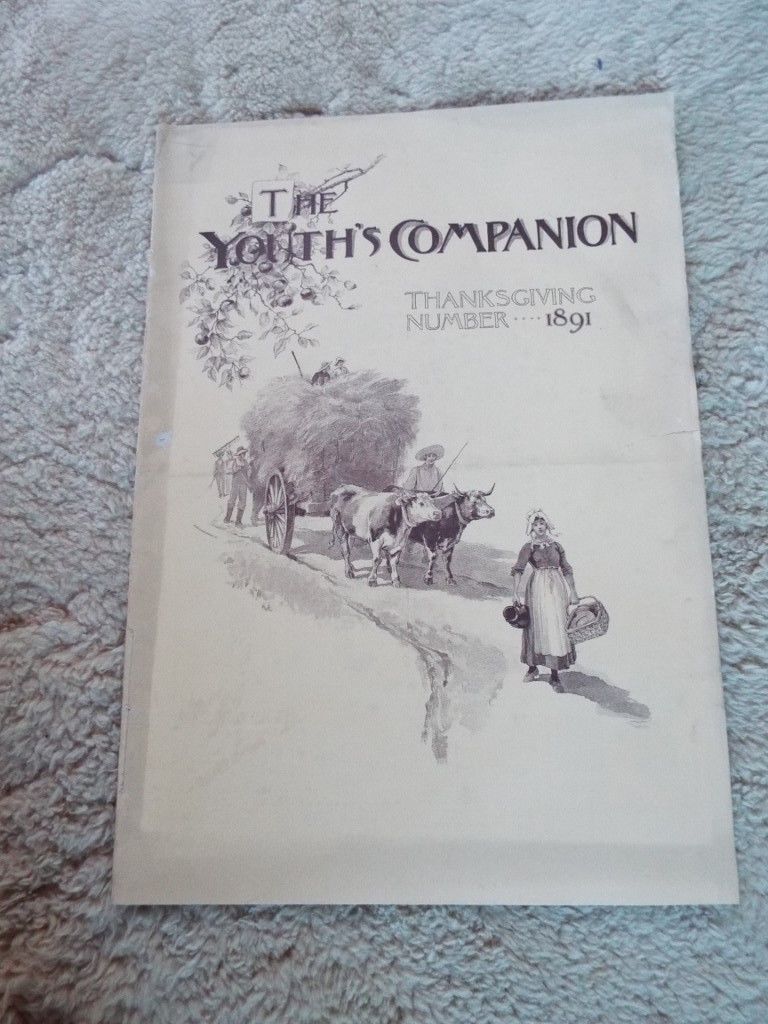 THE
YOUTH'S COMPANION
THANKSGIVING
NUMBER ···· 1891